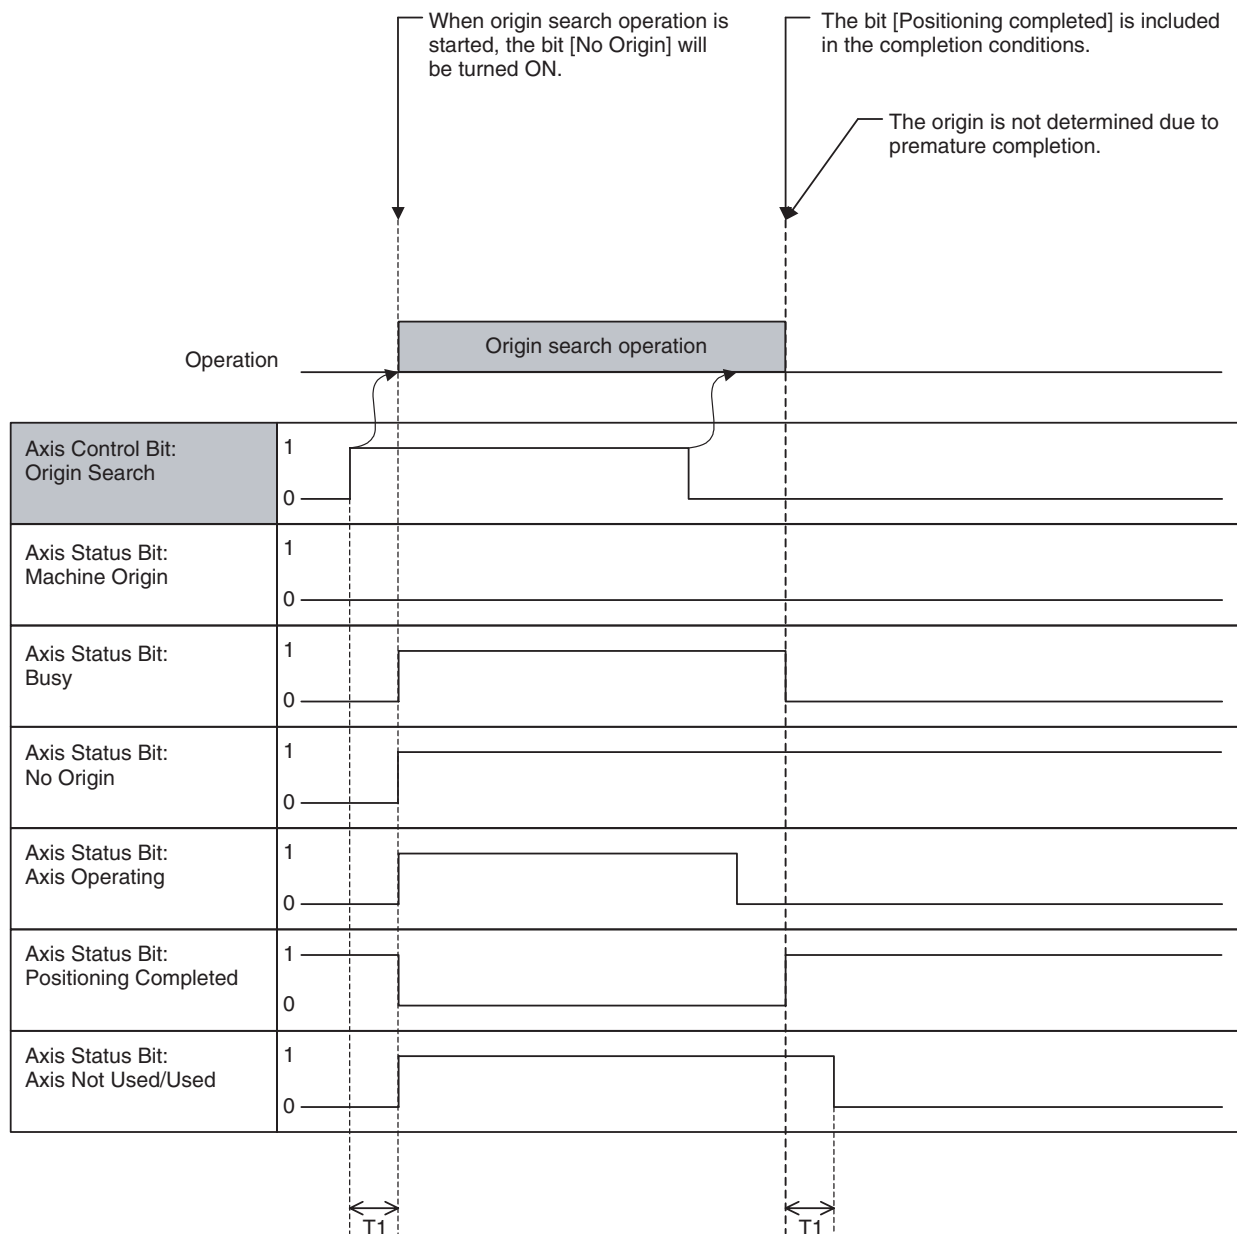 When origin search operation is
started, the bit [No Origin] will
be turned ON.
The bit [Positioning completed] is included
in the completion conditions.
The origin is not determined due to
premature completion.
Operation
Origin search operation
Axis Control Bit:
Origin Search
1
0
Axis Status Bit:
Machine Origin
1
0
Axis Status Bit:
Busy
1
0
Axis Status Bit:
No Origin
1
0
Axis Status Bit:
Axis Operating
1
0
Axis Status Bit:
Positioning Completed
1
0
Axis Status Bit:
Axis Not Used/Used
1
0
T1
T1